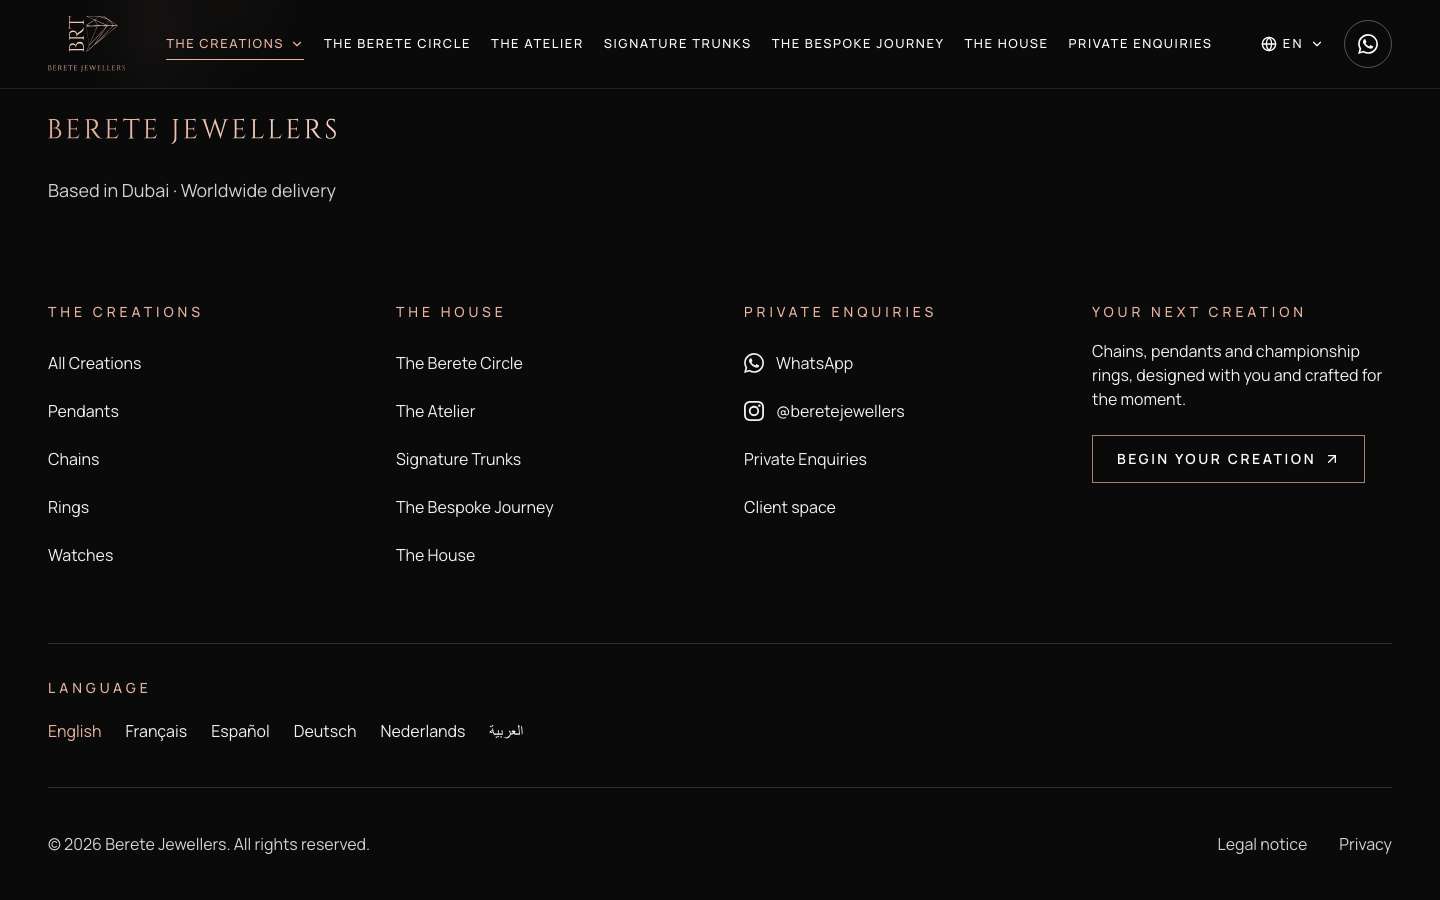 BRT
BERETE JEWELLERS
THE CREATIONS
THE BERETE CIRCLE
THE ATELIER
SIGNATURE TRUNKS
THE BESPOKE JOURNEY
THE HOUSE
PRIVATE ENQUIRIES
EN
BERETE JEWELLERS
Based in Dubai · Worldwide delivery
THE CREATIONS
All Creations
Pendants
Chains
Rings
Watches
THE HOUSE
The Berete Circle
The Atelier
Signature Trunks
The Bespoke Journey
The House
PRIVATE ENQUIRIES
WhatsApp
@beretejewellers
Private Enquiries
Client space
YOUR NEXT CREATION
Chains, pendants and championship
rings, designed with you and crafted for
the moment.
BEGIN YOUR CREATION
LANGUAGE
English
Français
Español
Deutsch
Nederlands
العربية
© 2026 Berete Jewellers. All rights reserved.
Legal notice
Privacy